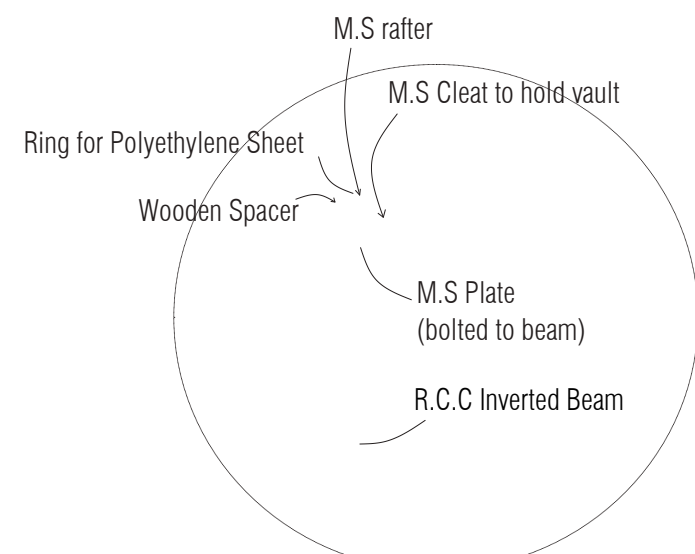 M.S rafter
M.S Cleat to hold vault
Ring for Polyethylene Sheet
Wooden Spacer
M.S Plate
(bolted to beam)
R.C.C Inverted Beam